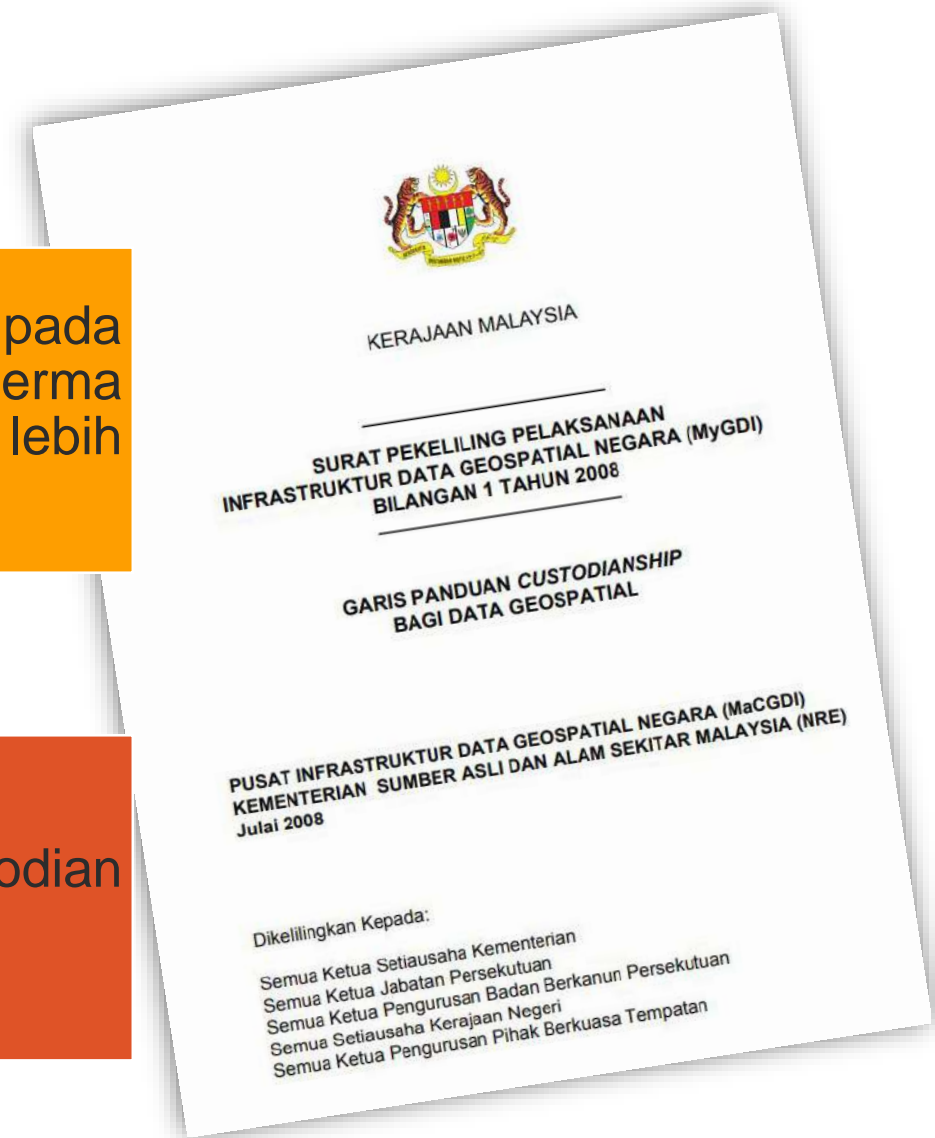 pada
erma
lebih
odian
KERAJAAN MALAYSIA
SURAT PEKELILING PELAKSANAAN
INFRASTRUKTUR DATA GEOSPATIAL NEGARA (MyGDI)
BILANGAN 1 TAHUN 2008
GARIS PANDUAN CUSTODIANSHIP
BAGI DATA GEOSPATIAL
PUSAT INFRASTRUKTUR DATA GEOSPATIAL NEGARA (MaCGDI)
KEMENTERIAN SUMBER ASLI DAN ALAM SEKITAR MALAYSIA (NRE)
Julai 2008
Dikelilingkan Kepada:
Semua Ketua Setiausaha Kementerian
Semua Ketua Jabatan Persekutuan
Semua Ketua Pengurusan Badan Berkanun Persekutuan
Semua Setiausaha Kerajaan Negeri
Semua Ketua Pengurusan Pihak Berkuasa Tempatan